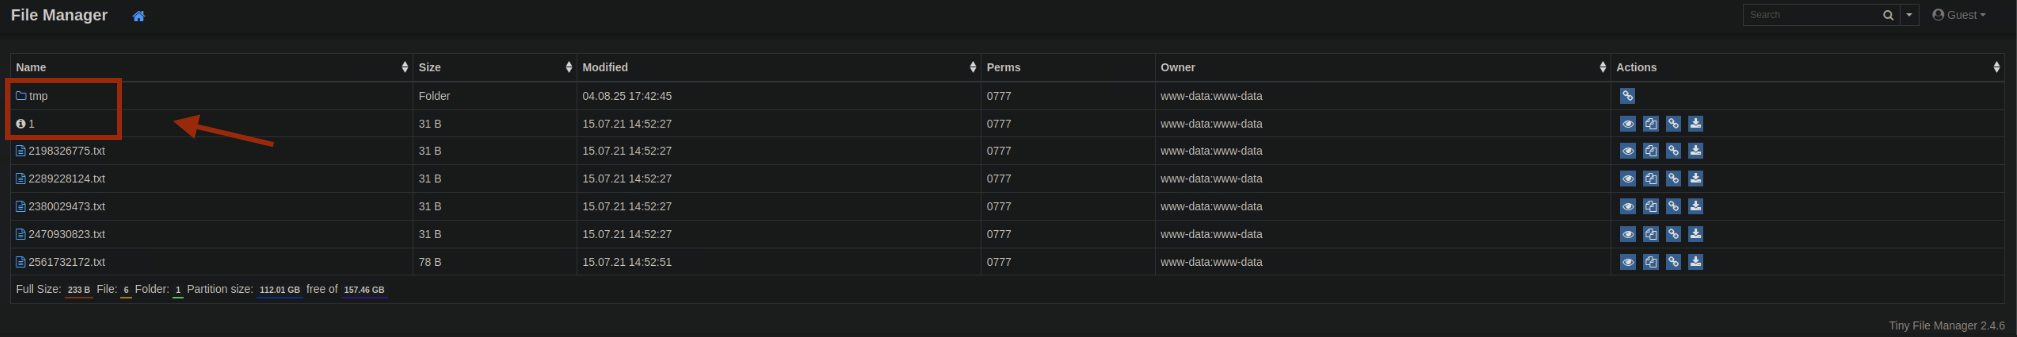 File Manager Search Guest
Name Size Modified Perms Owner Actions
tmp Folder 04.08.25 17:42:45 0777 www-data:www-data
1 31 B 15.07.21 14:52:27 0777 www-data:www-data
2198326775.txt 31 B 15.07.21 14:52:27 0777 www-data:www-data
2289228124.txt 31 B 15.07.21 14:52:27 0777 www-data:www-data
2380029473.txt 31 B 15.07.21 14:52:27 0777 www-data:www-data
2470930823.txt 31 B 15.07.21 14:52:27 0777 www-data:www-data
2561732172.txt 78 B 15.07.21 14:52:51 0777 www-data:www-data
Full Size: 233 B File: 6 Folder: 1 Partition size: 112.01 GB free of 157.46 GB
Tiny File Manager 2.4.6